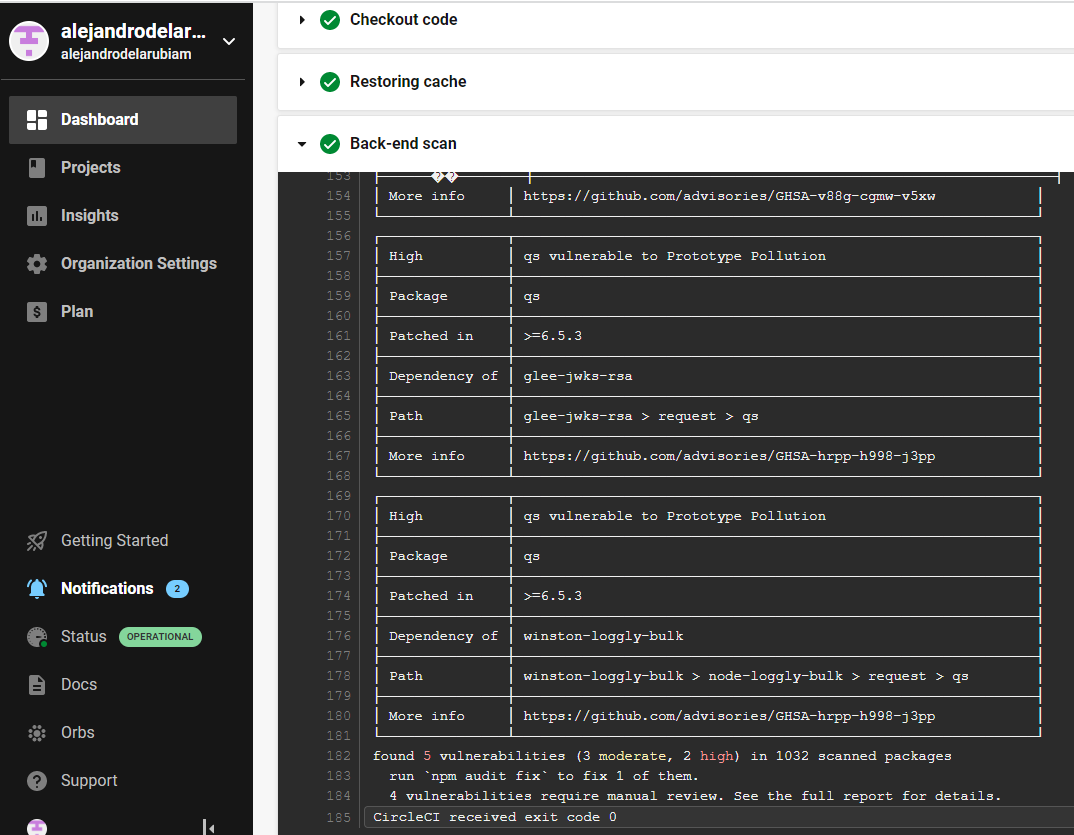 alejandrodelar...
alejandrodelarubiam
Dashboard
Projects
Insights
Organization Settings
Plan
Getting Started
Notifications 2
Status OPERATIONAL
Docs
Orbs
Support
Checkout code
Restoring cache
Back-end scan
153
154 More info https://github.com/advisories/GHSA-v88g-cgmw-v5xw
155
156
157 High qs vulnerable to Prototype Pollution
158
159 Package qs
160
161 Patched in >=6.5.3
162
163 Dependency of glee-jwks-rsa
164
165 Path glee-jwks-rsa > request > qs
166
167 More info https://github.com/advisories/GHSA-hrpp-h998-j3pp
168
169
170 High qs vulnerable to Prototype Pollution
171
172 Package qs
173
174 Patched in >=6.5.3
175
176 Dependency of winston-loggly-bulk
177
178 Path winston-loggly-bulk > node-loggly-bulk > request > qs
179
180 More info https://github.com/advisories/GHSA-hrpp-h998-j3pp
181
182 found 5 vulnerabilities (3 moderate, 2 high) in 1032 scanned packages
183 run `npm audit fix` to fix 1 of them.
184 4 vulnerabilities require manual review. See the full report for details.
185 CircleCI received exit code 0